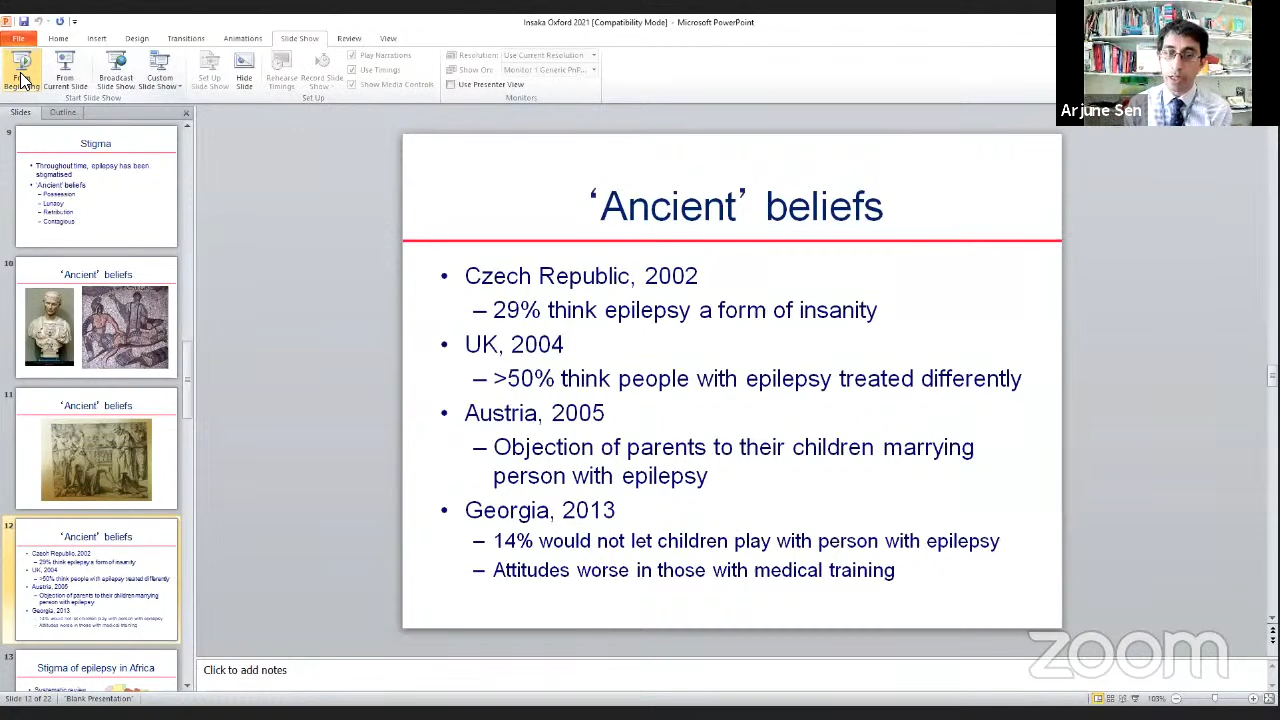 Insaka Oxford 2021 [Compatibility Mode] - Microsoft PowerPoint
File Home Insert Design Transitions Animations Slide Show Review View
From Beginning
From Current Slide
Broadcast Slide Show
Custom Slide Show
Set Up Slide Show
Hide Slide
Rehearse Timings
Record Slide Show
Play Narrations
Use Timings
Show Media Controls
Resolution: Use Current Resolution
Show On: Monitor 1 Generic PnP...
Use Presenter View
Start Slide Show
Set Up
Monitors
Arjune Sen
Slides Outline
9
Stigma
• Throughout time, epilepsy has been
stigmatised
• 'Ancient' beliefs
– Possession
– Lunacy
– Retribution
– Contagious
10
'Ancient' beliefs
11
'Ancient' beliefs
12
'Ancient' beliefs
• Czech Republic, 2002
– 29% think epilepsy a form of insanity
• UK, 2004
– >50% think people with epilepsy treated differently
• Austria, 2005
– Objection of parents to their children marrying
person with epilepsy
• Georgia, 2013
– 14% would not let children play with person with epilepsy
– Attitudes worse in those with medical training
13
Stigma of epilepsy in Africa
• Systematic review
‘Ancient’ beliefs
• Czech Republic, 2002
– 29% think epilepsy a form of insanity
• UK, 2004
– >50% think people with epilepsy treated differently
• Austria, 2005
– Objection of parents to their children marrying
person with epilepsy
• Georgia, 2013
– 14% would not let children play with person with epilepsy
– Attitudes worse in those with medical training
zoom
Click to add notes
Slide 12 of 22 "Blank Presentation" 103%